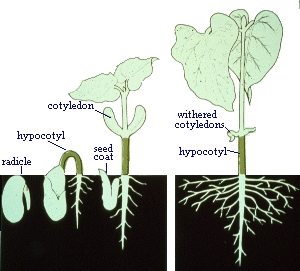 cotyledon
hypocotyl
radicle
seed
coat
withered
cotyledons
hypocotyl